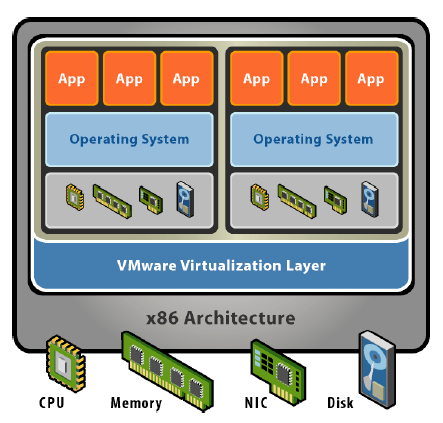 App App App App App App
Operating System Operating System
VMware Virtualization Layer
x86 Architecture
CPU Memory NIC Disk